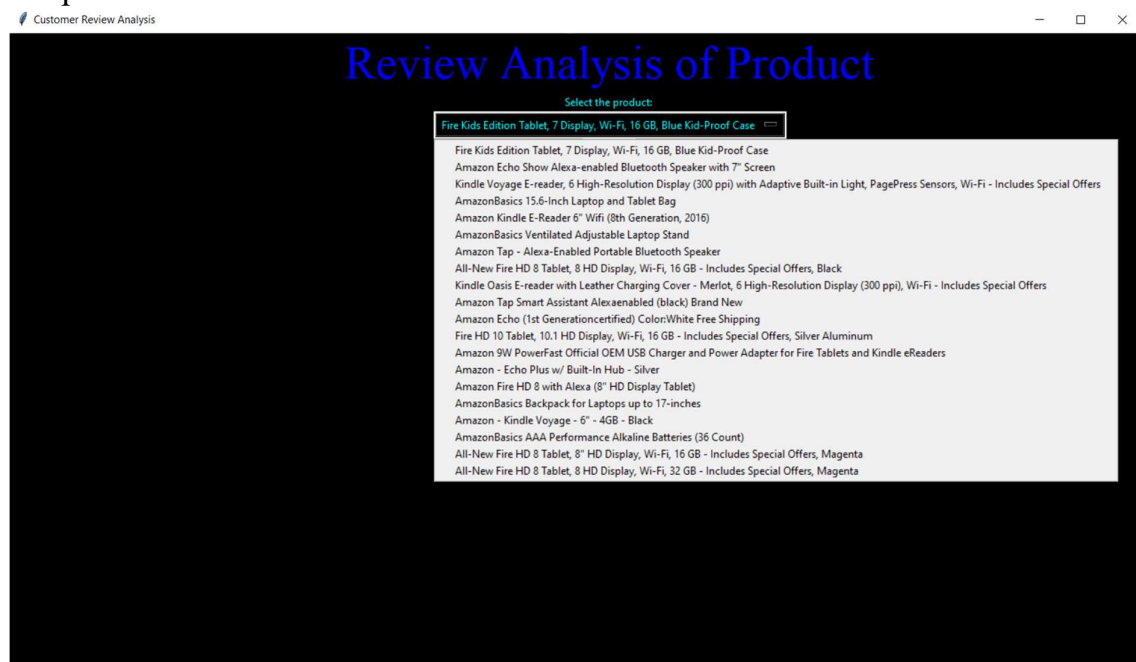 Customer Review Analysis
Review Analysis of Product
Select the product:
Fire Kids Edition Tablet, 7 Display, Wi-Fi, 16 GB, Blue Kid-Proof Case
Fire Kids Edition Tablet, 7 Display, Wi-Fi, 16 GB, Blue Kid-Proof Case
Amazon Echo Show Alexa-enabled Bluetooth Speaker with 7" Screen
Kindle Voyage E-reader, 6 High-Resolution Display (300 ppi) with Adaptive Built-in Light, PagePress Sensors, Wi-Fi - Includes Special Offers
AmazonBasics 15.6-Inch Laptop and Tablet Bag
Amazon Kindle E-Reader 6" Wifi (8th Generation, 2016)
AmazonBasics Ventilated Adjustable Laptop Stand
Amazon Tap - Alexa-Enabled Portable Bluetooth Speaker
All-New Fire HD 8 Tablet, 8 HD Display, Wi-Fi, 16 GB - Includes Special Offers, Black
Kindle Oasis E-reader with Leather Charging Cover - Merlot, 6 High-Resolution Display (300 ppi), Wi-Fi - Includes Special Offers
Amazon Tap Smart Assistant Alexaenabled (black) Brand New
Amazon Echo (1st Generationcertified) Color:White Free Shipping
Fire HD 10 Tablet, 10.1 HD Display, Wi-Fi, 16 GB - Includes Special Offers, Silver Aluminum
Amazon 9W PowerFast Official OEM USB Charger and Power Adapter for Fire Tablets and Kindle eReaders
Amazon - Echo Plus w/ Built-In Hub - Silver
Amazon Fire HD 8 with Alexa (8" HD Display Tablet)
AmazonBasics Backpack for Laptops up to 17-inches
Amazon - Kindle Voyage - 6" - 4GB - Black
AmazonBasics AAA Performance Alkaline Batteries (36 Count)
All-New Fire HD 8 Tablet, 8" HD Display, Wi-Fi, 16 GB - Includes Special Offers, Magenta
All-New Fire HD 8 Tablet, 8 HD Display, Wi-Fi, 32 GB - Includes Special Offers, Magenta